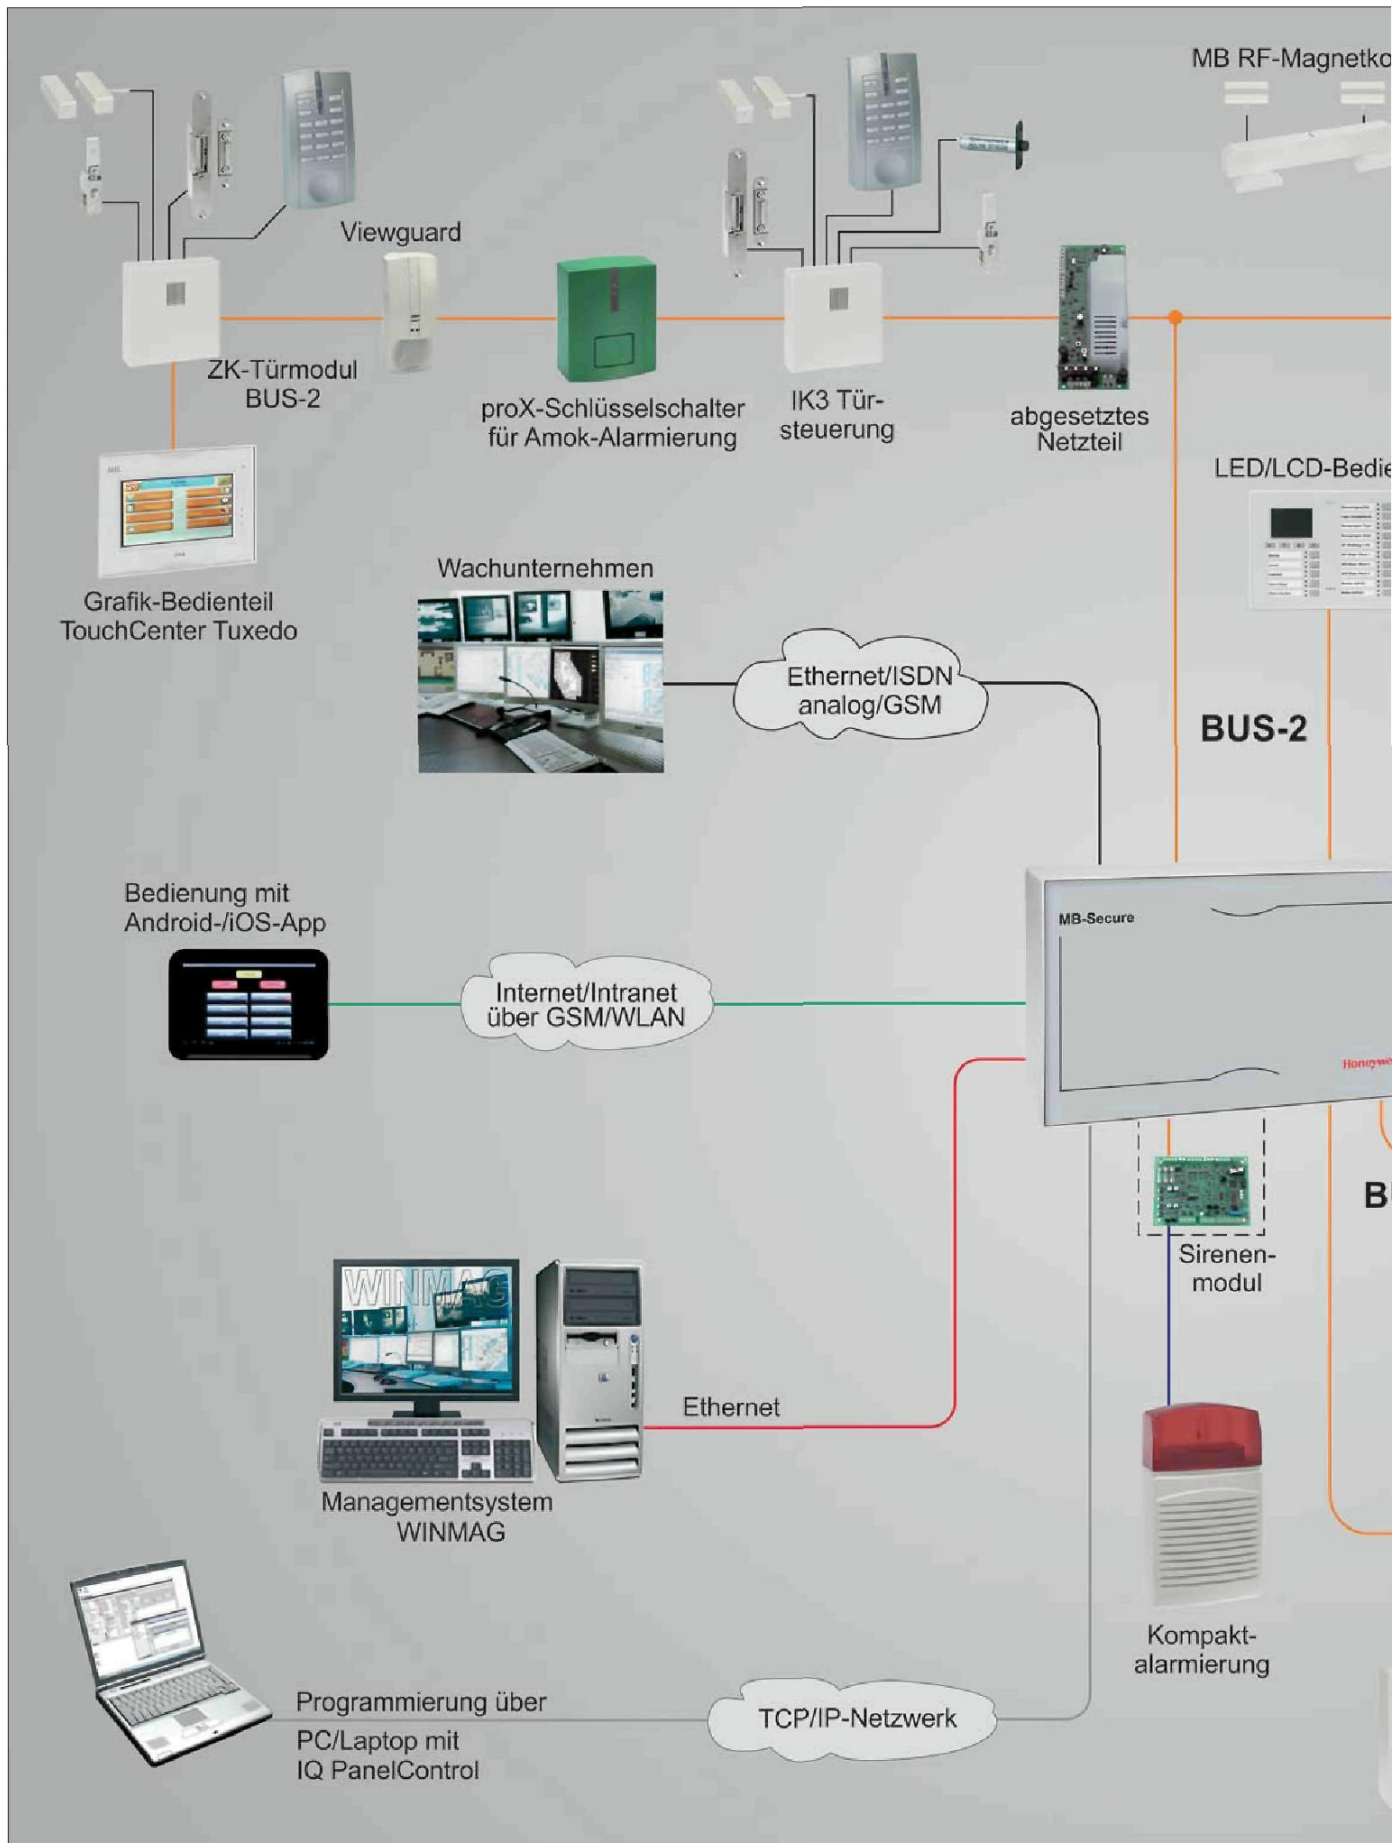 MB RF-Magnetko
Viewguard
ZK-Türmodul
BUS-2
proX-Schlüsselschalter
für Amok-Alarmierung
IK3 Tür-
steuerung
abgesetztes
Netzteil
LED/LCD-Bedie
Grafik-Bedienteil
TouchCenter Tuxedo
Wachunternehmen
Ethernet/ISDN
analog/GSM
BUS-2
Bedienung mit
Android-/iOS-App
Internet/Intranet
über GSM/WLAN
MB-Secure
Honeywe
BU
Sirenen-
modul
WINMAG
Ethernet
Managementsystem
WINMAG
Kompakt-
alarmierung
Programmierung über
PC/Laptop mit
IQ PanelControl
TCP/IP-Netzwerk